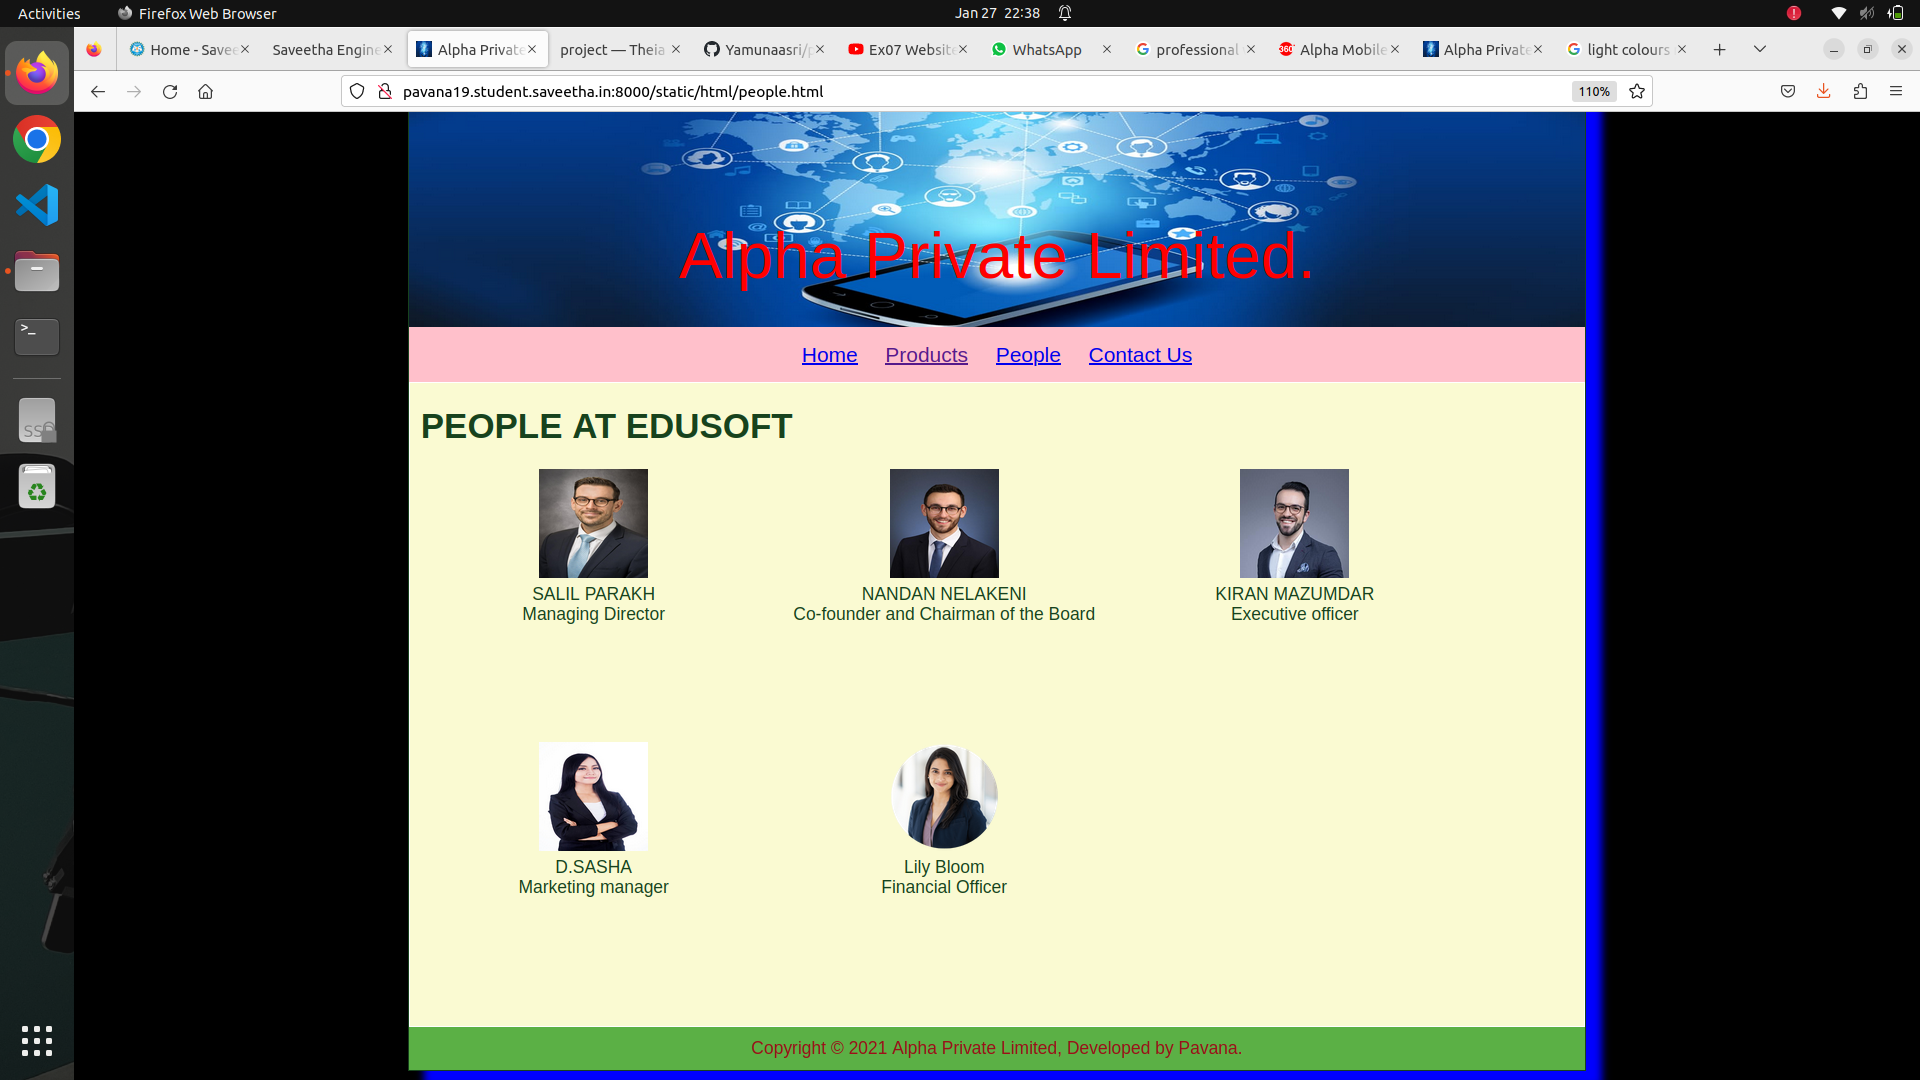 Activities Firefox Web Browser Jan 27 22:38
Home - Savee Saveetha Engine Alpha Private project — Theia Yamunaasri/p Ex07 Website WhatsApp professional Alpha Mobile Alpha Private light colours
pavana19.student.saveetha.in:8000/static/html/people.html 110%
Alpha Private Limited.
Home Products People Contact Us
PEOPLE AT EDUSOFT
SALIL PARAKH
Managing Director
NANDAN NELAKENI
Co-founder and Chairman of the Board
KIRAN MAZUMDAR
Executive officer
D.SASHA
Marketing manager
Lily Bloom
Financial Officer
Copyright © 2021 Alpha Private Limited, Developed by Pavana.